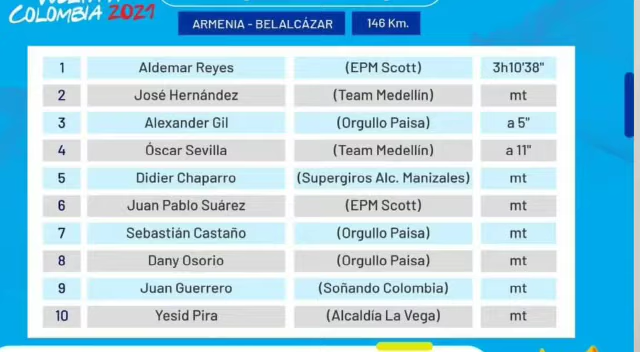 COLOMBIA 2021
ARMENIA - BELALCÁZAR 146 Km.
1 Aldemar Reyes (EPM Scott) 3h10'38"
2 José Hernández (Team Medellín) mt
3 Alexander Gil (Orgullo Paisa) a 5"
4 Óscar Sevilla (Team Medellín) a 11"
5 Didier Chaparro (Supergiros Alc. Manizales) mt
6 Juan Pablo Suárez (EPM Scott) mt
7 Sebastián Castaño (Orgullo Paisa) mt
8 Dany Osorio (Orgullo Paisa) mt
9 Juan Guerrero (Soñando Colombia) mt
10 Yesid Pira (Alcaldía La Vega) mt